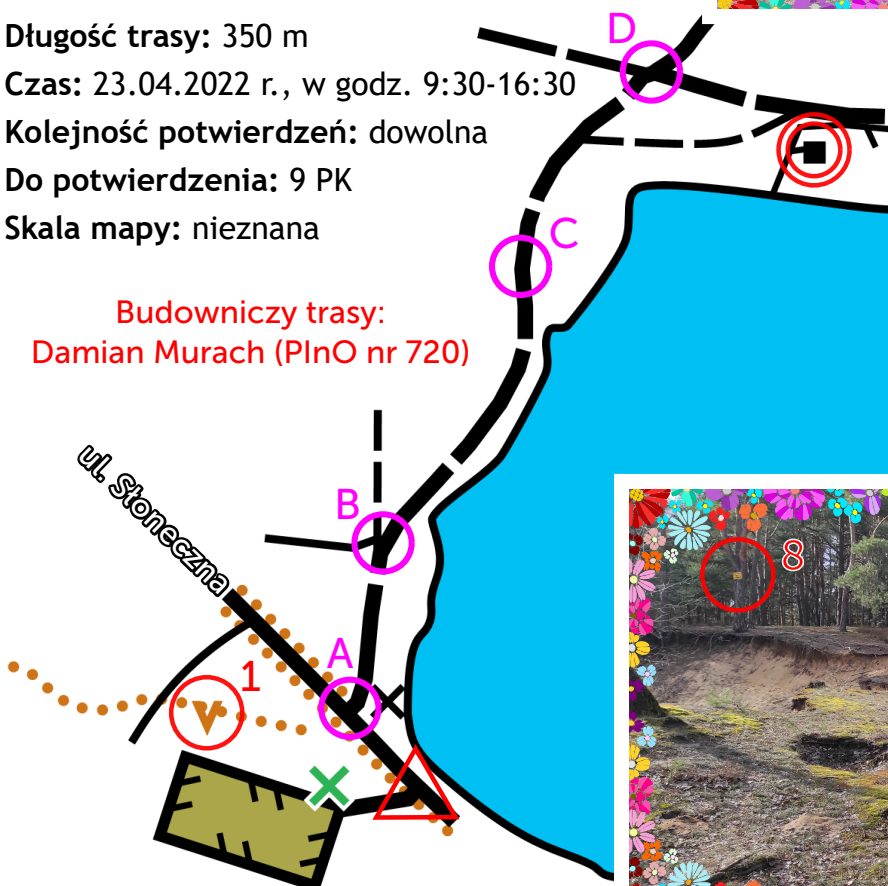 Długość trasy: 350 m
Czas: 23.04.2022 r., w godz. 9:30-16:30
Kolejność potwierdzeń: dowolna
Do potwierdzenia: 9 PK
Skala mapy: nieznana
Budowniczy trasy:
Damian Murach (PInO nr 720)
D
C
B
ul. Słoneczna
A
1
8